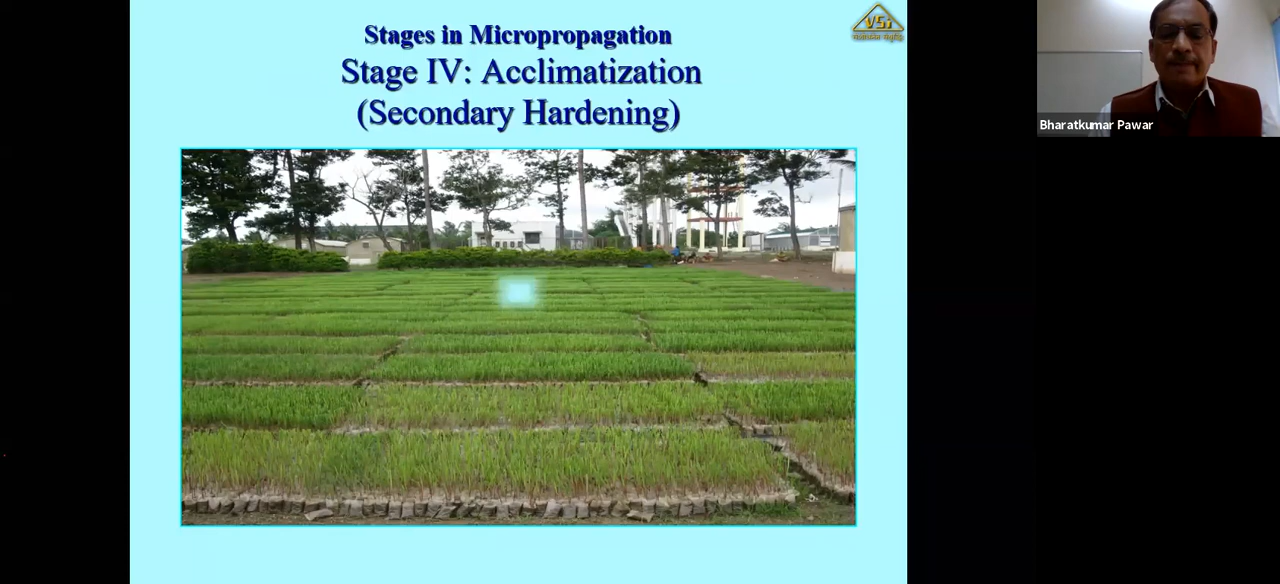 Stages in Micropropagation
Stage IV: Acclimatization
(Secondary Hardening)
VSi
Bharatkumar Pawar